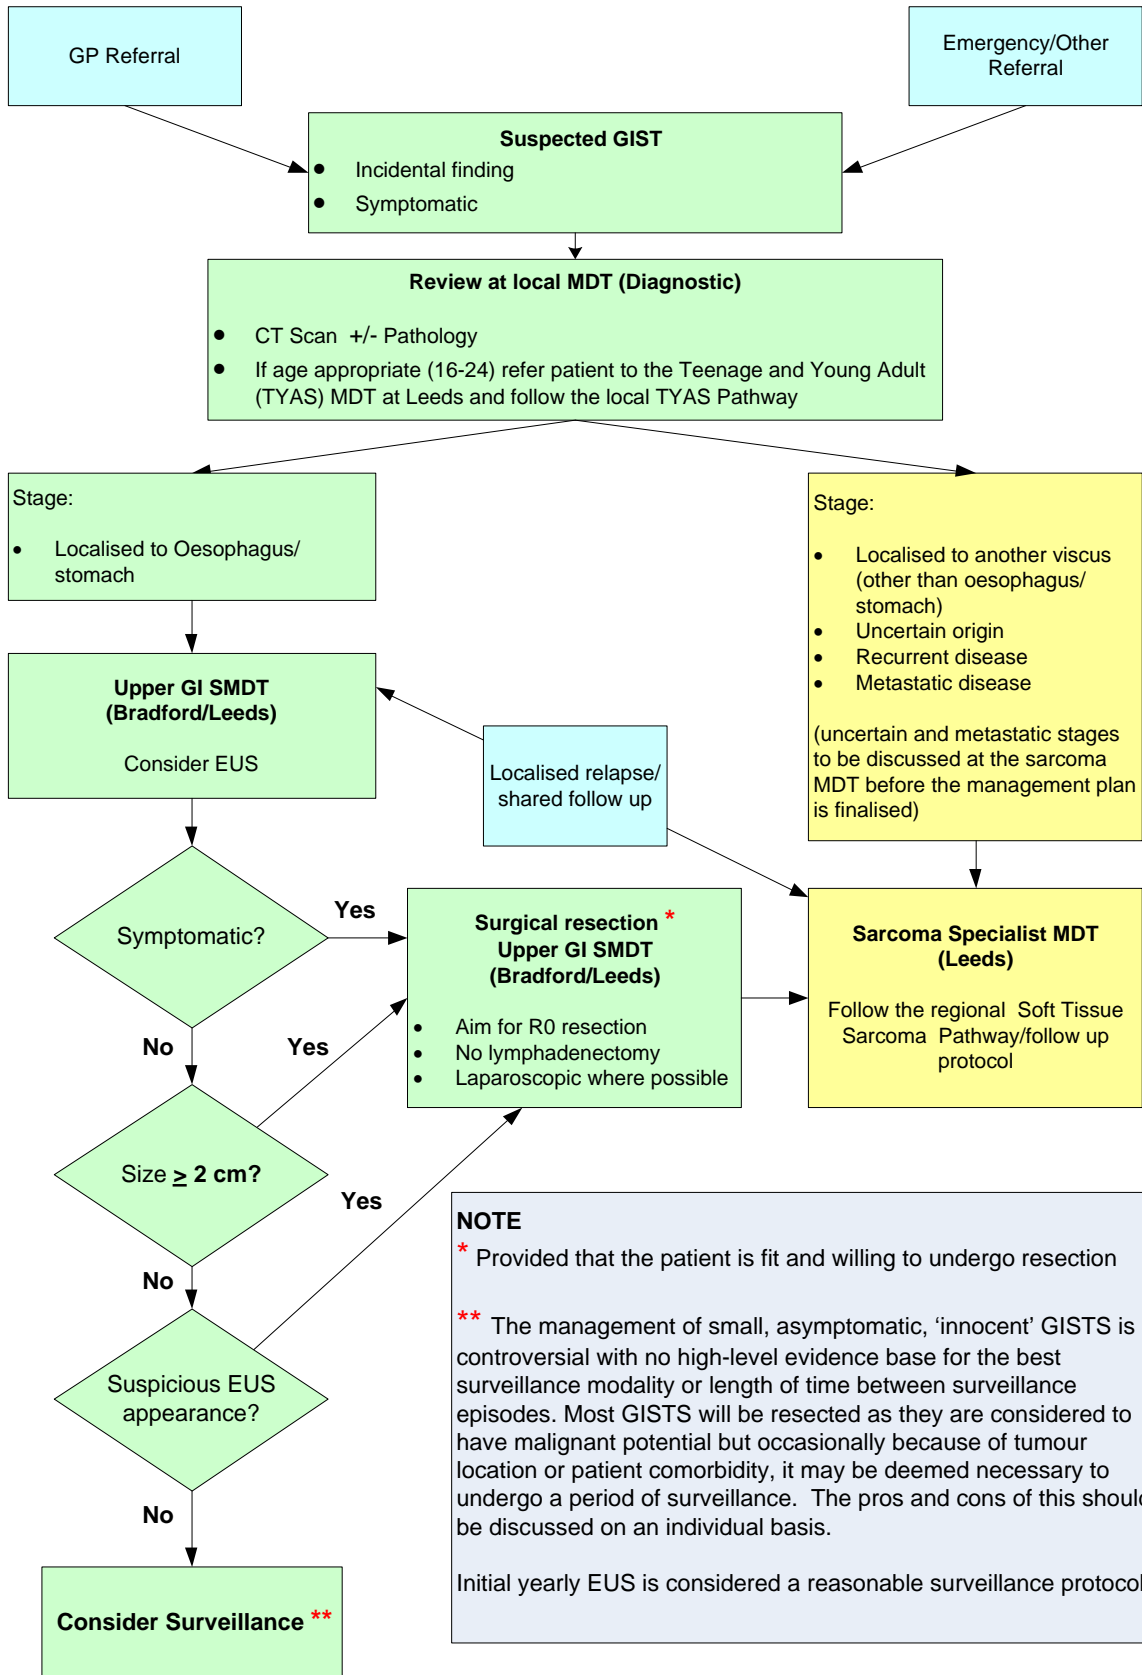 GP Referral
Emergency/Other
Referral
Suspected GIST
• Incidental finding
• Symptomatic
Review at local MDT (Diagnostic)
• CT Scan +/- Pathology
• If age appropriate (16-24) refer patient to the Teenage and Young Adult
(TYAS) MDT at Leeds and follow the local TYAS Pathway
Stage:
• Localised to Oesophagus/
stomach
Stage:
• Localised to another viscus
(other than oesophagus/
stomach)
• Uncertain origin
• Recurrent disease
• Metastatic disease
(uncertain and metastatic stages
to be discussed at the sarcoma
MDT before the management plan
is finalised)
Upper GI SMDT
(Bradford/Leeds)
Consider EUS
Localised relapse/
shared follow up
Symptomatic?
Yes
No
Surgical resection *
Upper GI SMDT
(Bradford/Leeds)
• Aim for R0 resection
• No lymphadenectomy
• Laparoscopic where possible
Sarcoma Specialist MDT
(Leeds)
Follow the regional Soft Tissue
Sarcoma Pathway/follow up
protocol
Yes
Size ≥ 2 cm?
No
Yes
Suspicious EUS
appearance?
No
Consider Surveillance **
NOTE
* Provided that the patient is fit and willing to undergo resection
** The management of small, asymptomatic, ‘innocent’ GISTS is
controversial with no high-level evidence base for the best
surveillance modality or length of time between surveillance
episodes. Most GISTS will be resected as they are considered to
have malignant potential but occasionally because of tumour
location or patient comorbidity, it may be deemed necessary to
undergo a period of surveillance. The pros and cons of this should
be discussed on an individual basis.
Initial yearly EUS is considered a reasonable surveillance protocol